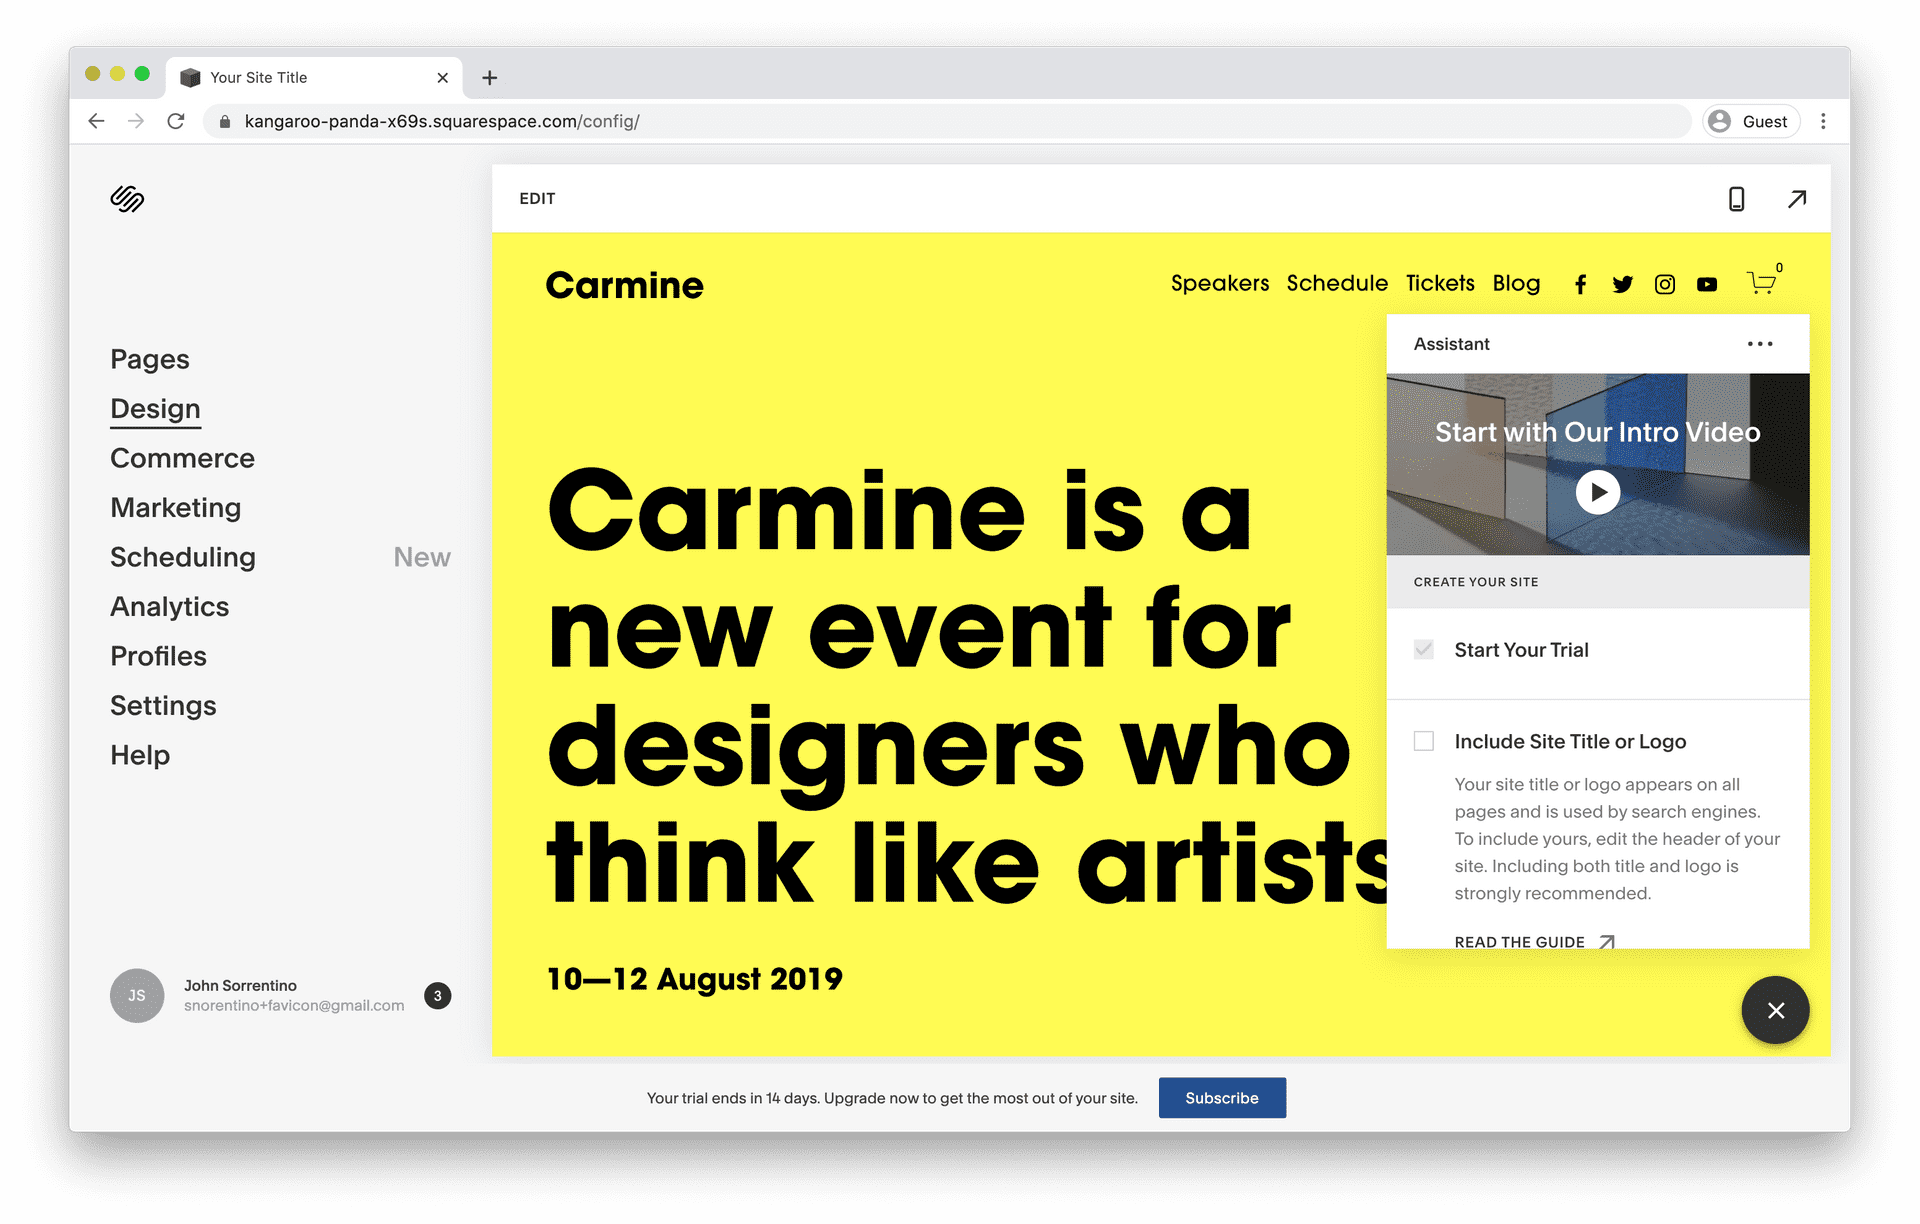 Your Site Title
kangaroo-panda-x69s.squarespace.com/config/
Guest
EDIT
Pages
Design
Commerce
Marketing
Scheduling New
Analytics
Profiles
Settings
Help
JS
John Sorrentino
snorentino+favicon@gmail.com
3
Carmine
Speakers Schedule Tickets Blog
0
Carmine is a
new event for
designers who
think like artists
10—12 August 2019
Assistant
Start with Our Intro Video
CREATE YOUR SITE
Start Your Trial
Include Site Title or Logo
Your site title or logo appears on all
pages and is used by search engines.
To include yours, edit the header of your
site. Including both title and logo is
strongly recommended.
READ THE GUIDE
Your trial ends in 14 days. Upgrade now to get the most out of your site.
Subscribe